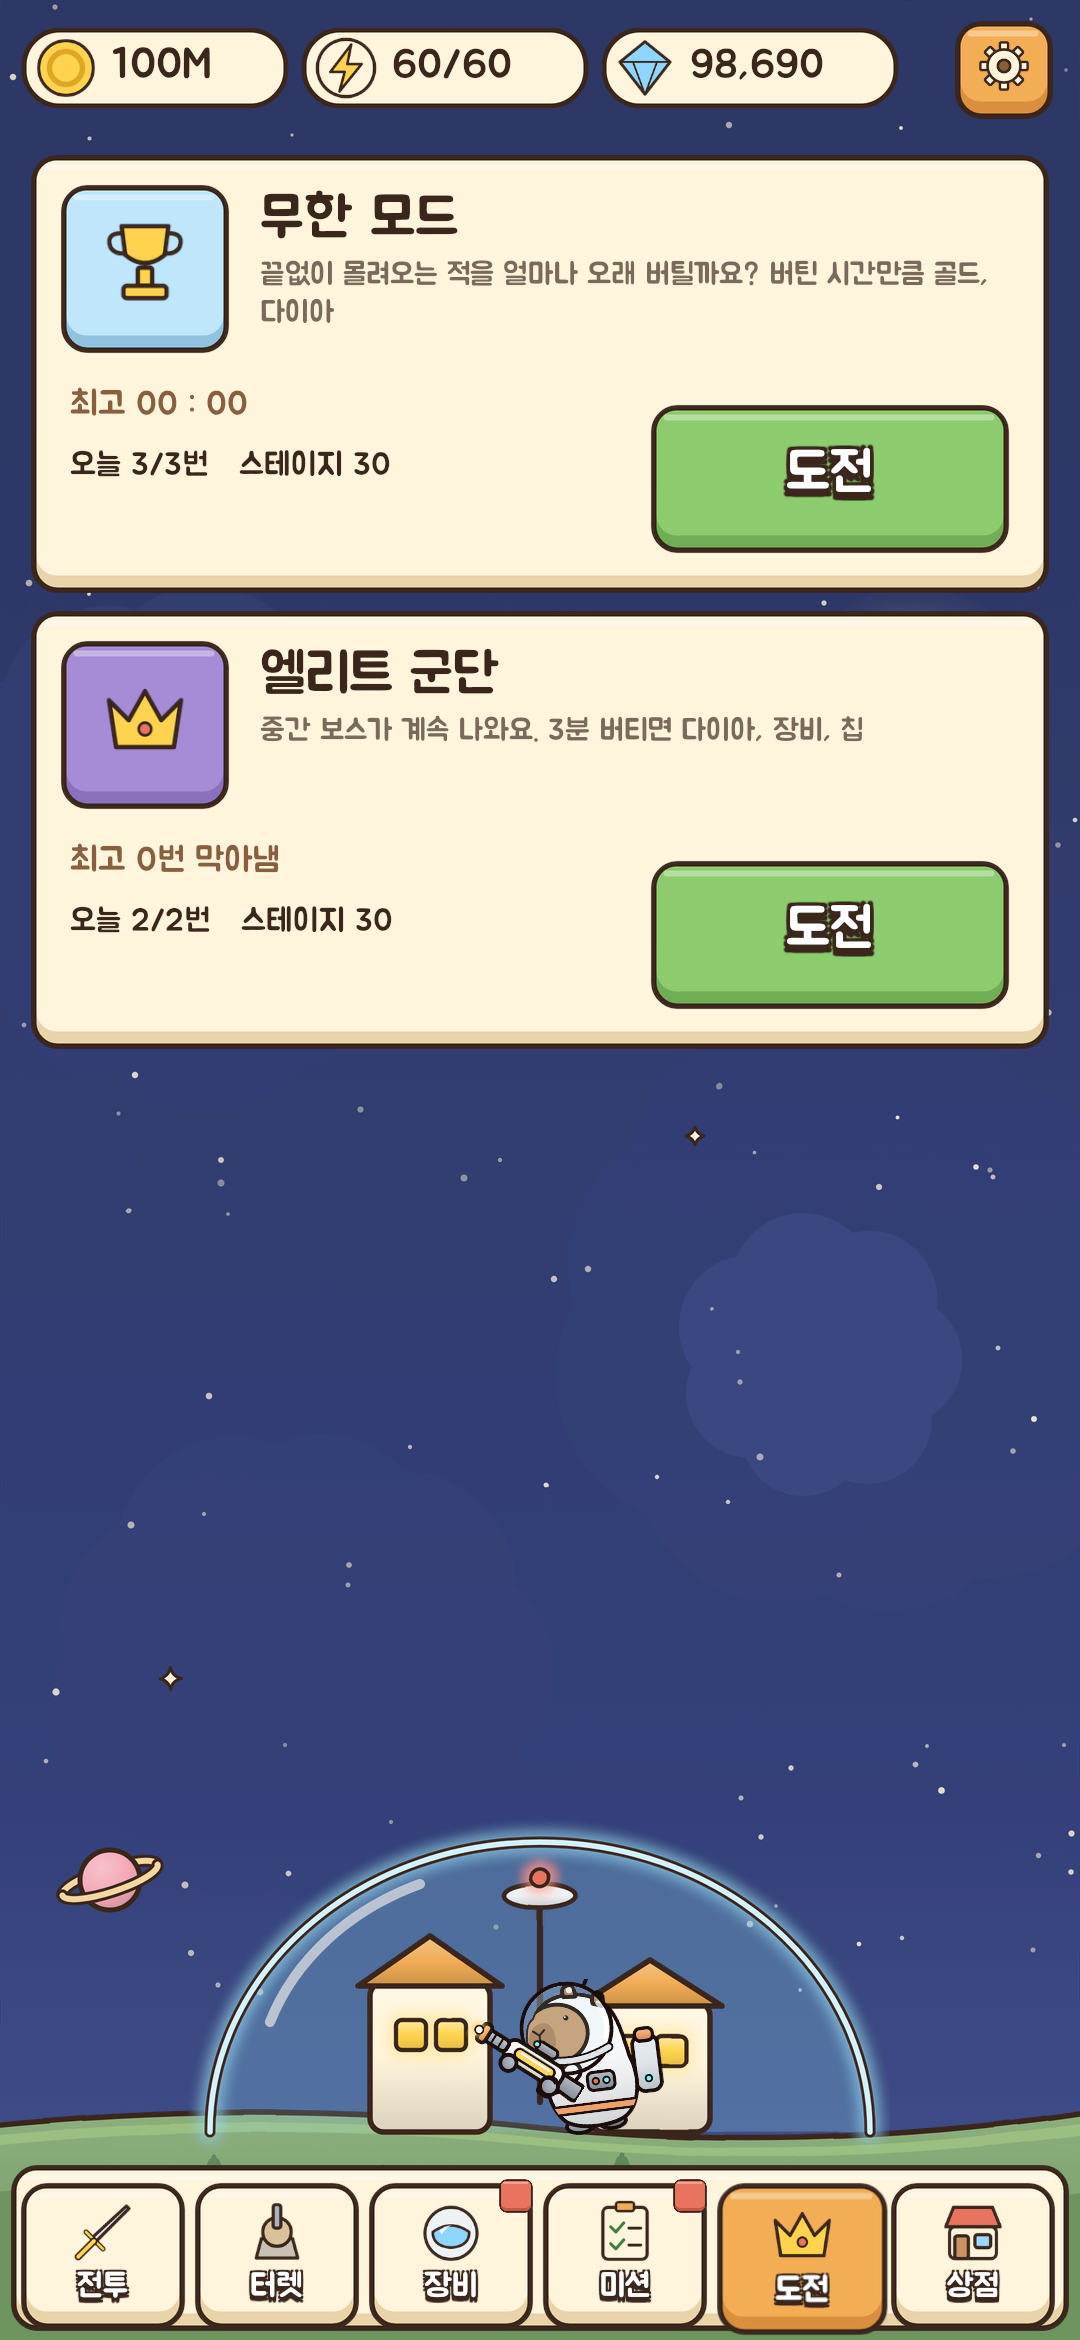 100M
60/60
98,690
무한 모드
끝없이 몰려오는 적을 얼마나 오래 버틸까요? 버틴 시간만큼 골드,
다이아
최고 00 : 00
오늘 3/3번 스테이지 30
도전
엘리트 군단
중간 보스가 계속 나와요. 3분 버티면 다이아, 장비, 칩
최고 0번 막아냄
오늘 2/2번 스테이지 30
도전
전투
터렛
장비
미션
도전
상점